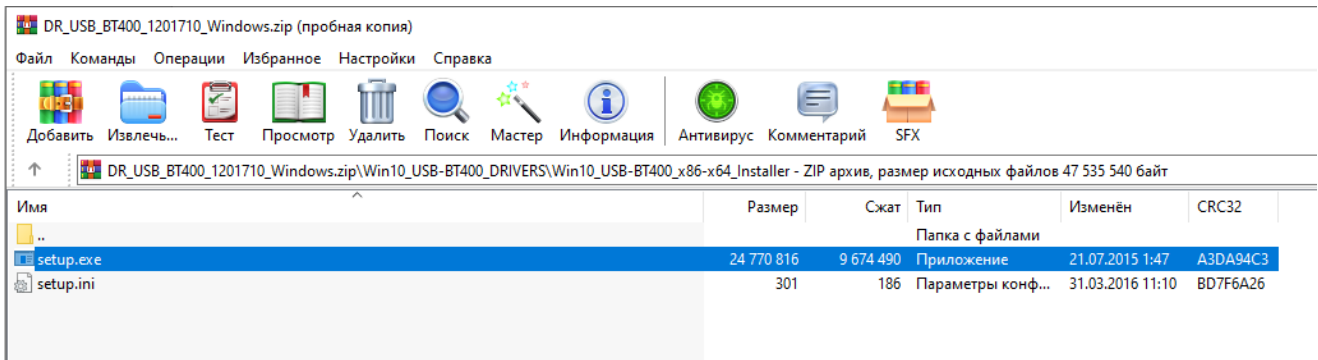 DR_USB_BT400_1201710_Windows.zip (пробная копия)
Файл Команды Операции Избранное Настройки Справка
Добавить Извлечь... Тест Просмотр Удалить Поиск Мастер Информация Антивирус Комментарий SFX
DR_USB_BT400_1201710_Windows.zip\Win10_USB-BT400_DRIVERS\Win10_USB-BT400_x86-x64_Installer - ZIP архив, размер исходных файлов 47 535 540 байт
Имя Размер Сжат Тип Изменён CRC32
.. Папка с файлами
setup.exe 24 770 816 9 674 490 Приложение 21.07.2015 1:47 A3DA94C3
setup.ini 301 186 Параметры конф... 31.03.2016 11:10 BD7F6A26